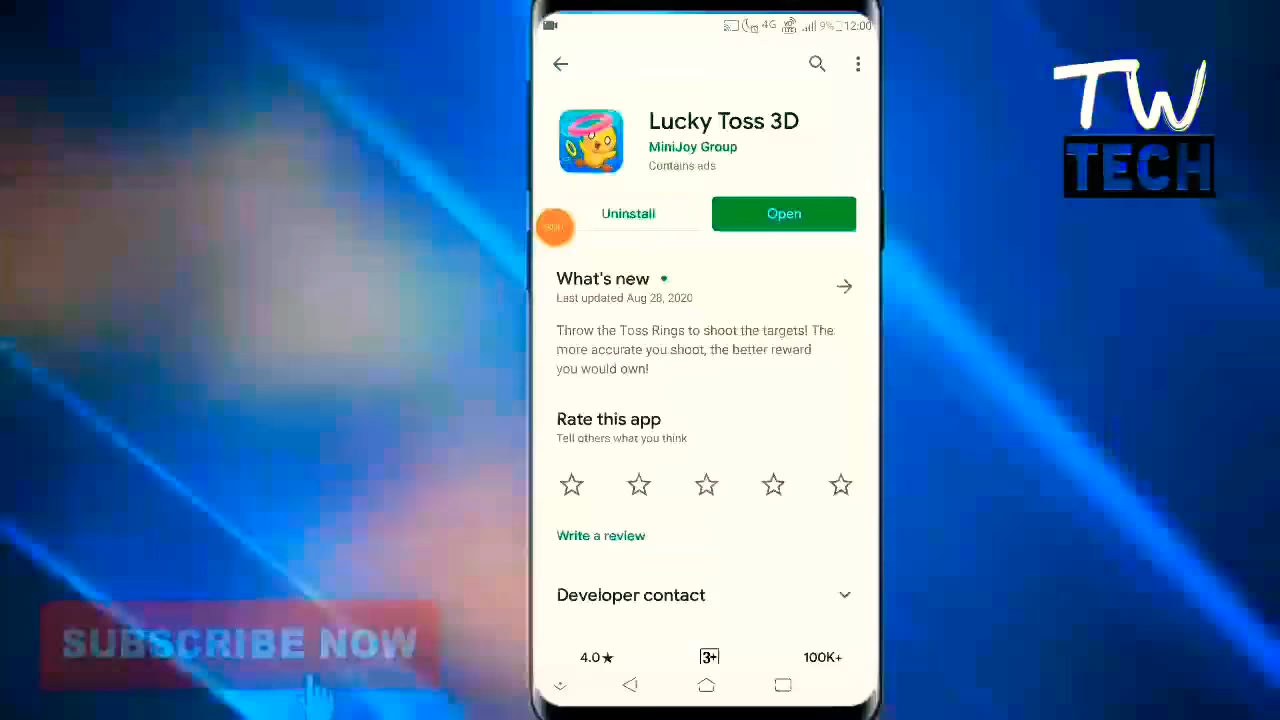 4G 9% 12:00
TW
TECH
Lucky Toss 3D
MiniJoy Group
Contains ads
Uninstall
Open
What's new
Last updated Aug 28, 2020
Throw the Toss Rings to shoot the targets! The
more accurate you shoot, the better reward
you would own!
Rate this app
Tell others what you think
Write a review
Developer contact
SUBSCRIBE NOW
4.0★
3+
100K+